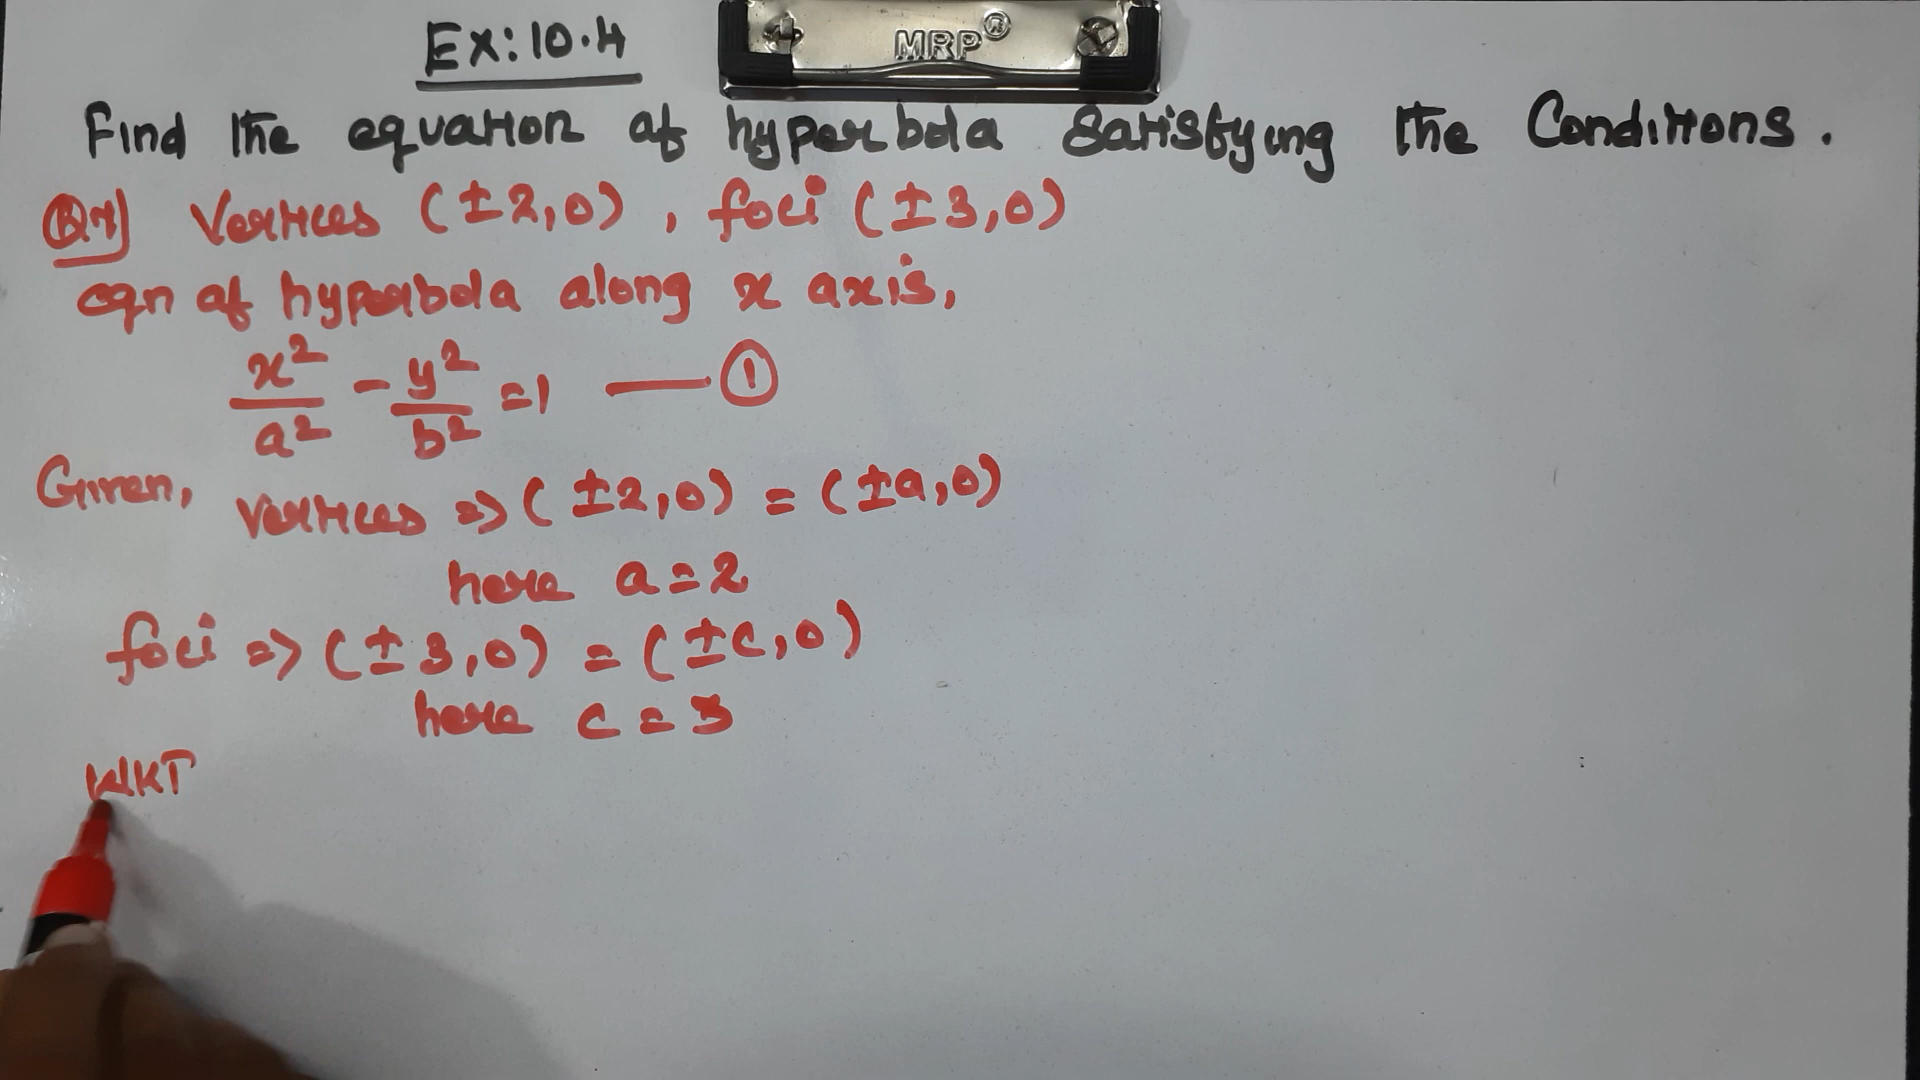 Ex: 10.4
MRP®
Find the equation of hyperbola Satisfying the Conditions.
Q7) Vertices (±2,0), foci (±3,0)
eqn of hyperbola along x axis,
x²/a² - y²/b² = 1 —— ①
Given,
Vertices => (±2,0) = (±a,0)
here a = 2
foci => (±3,0) = (±c,0)
here c = 3
WKT